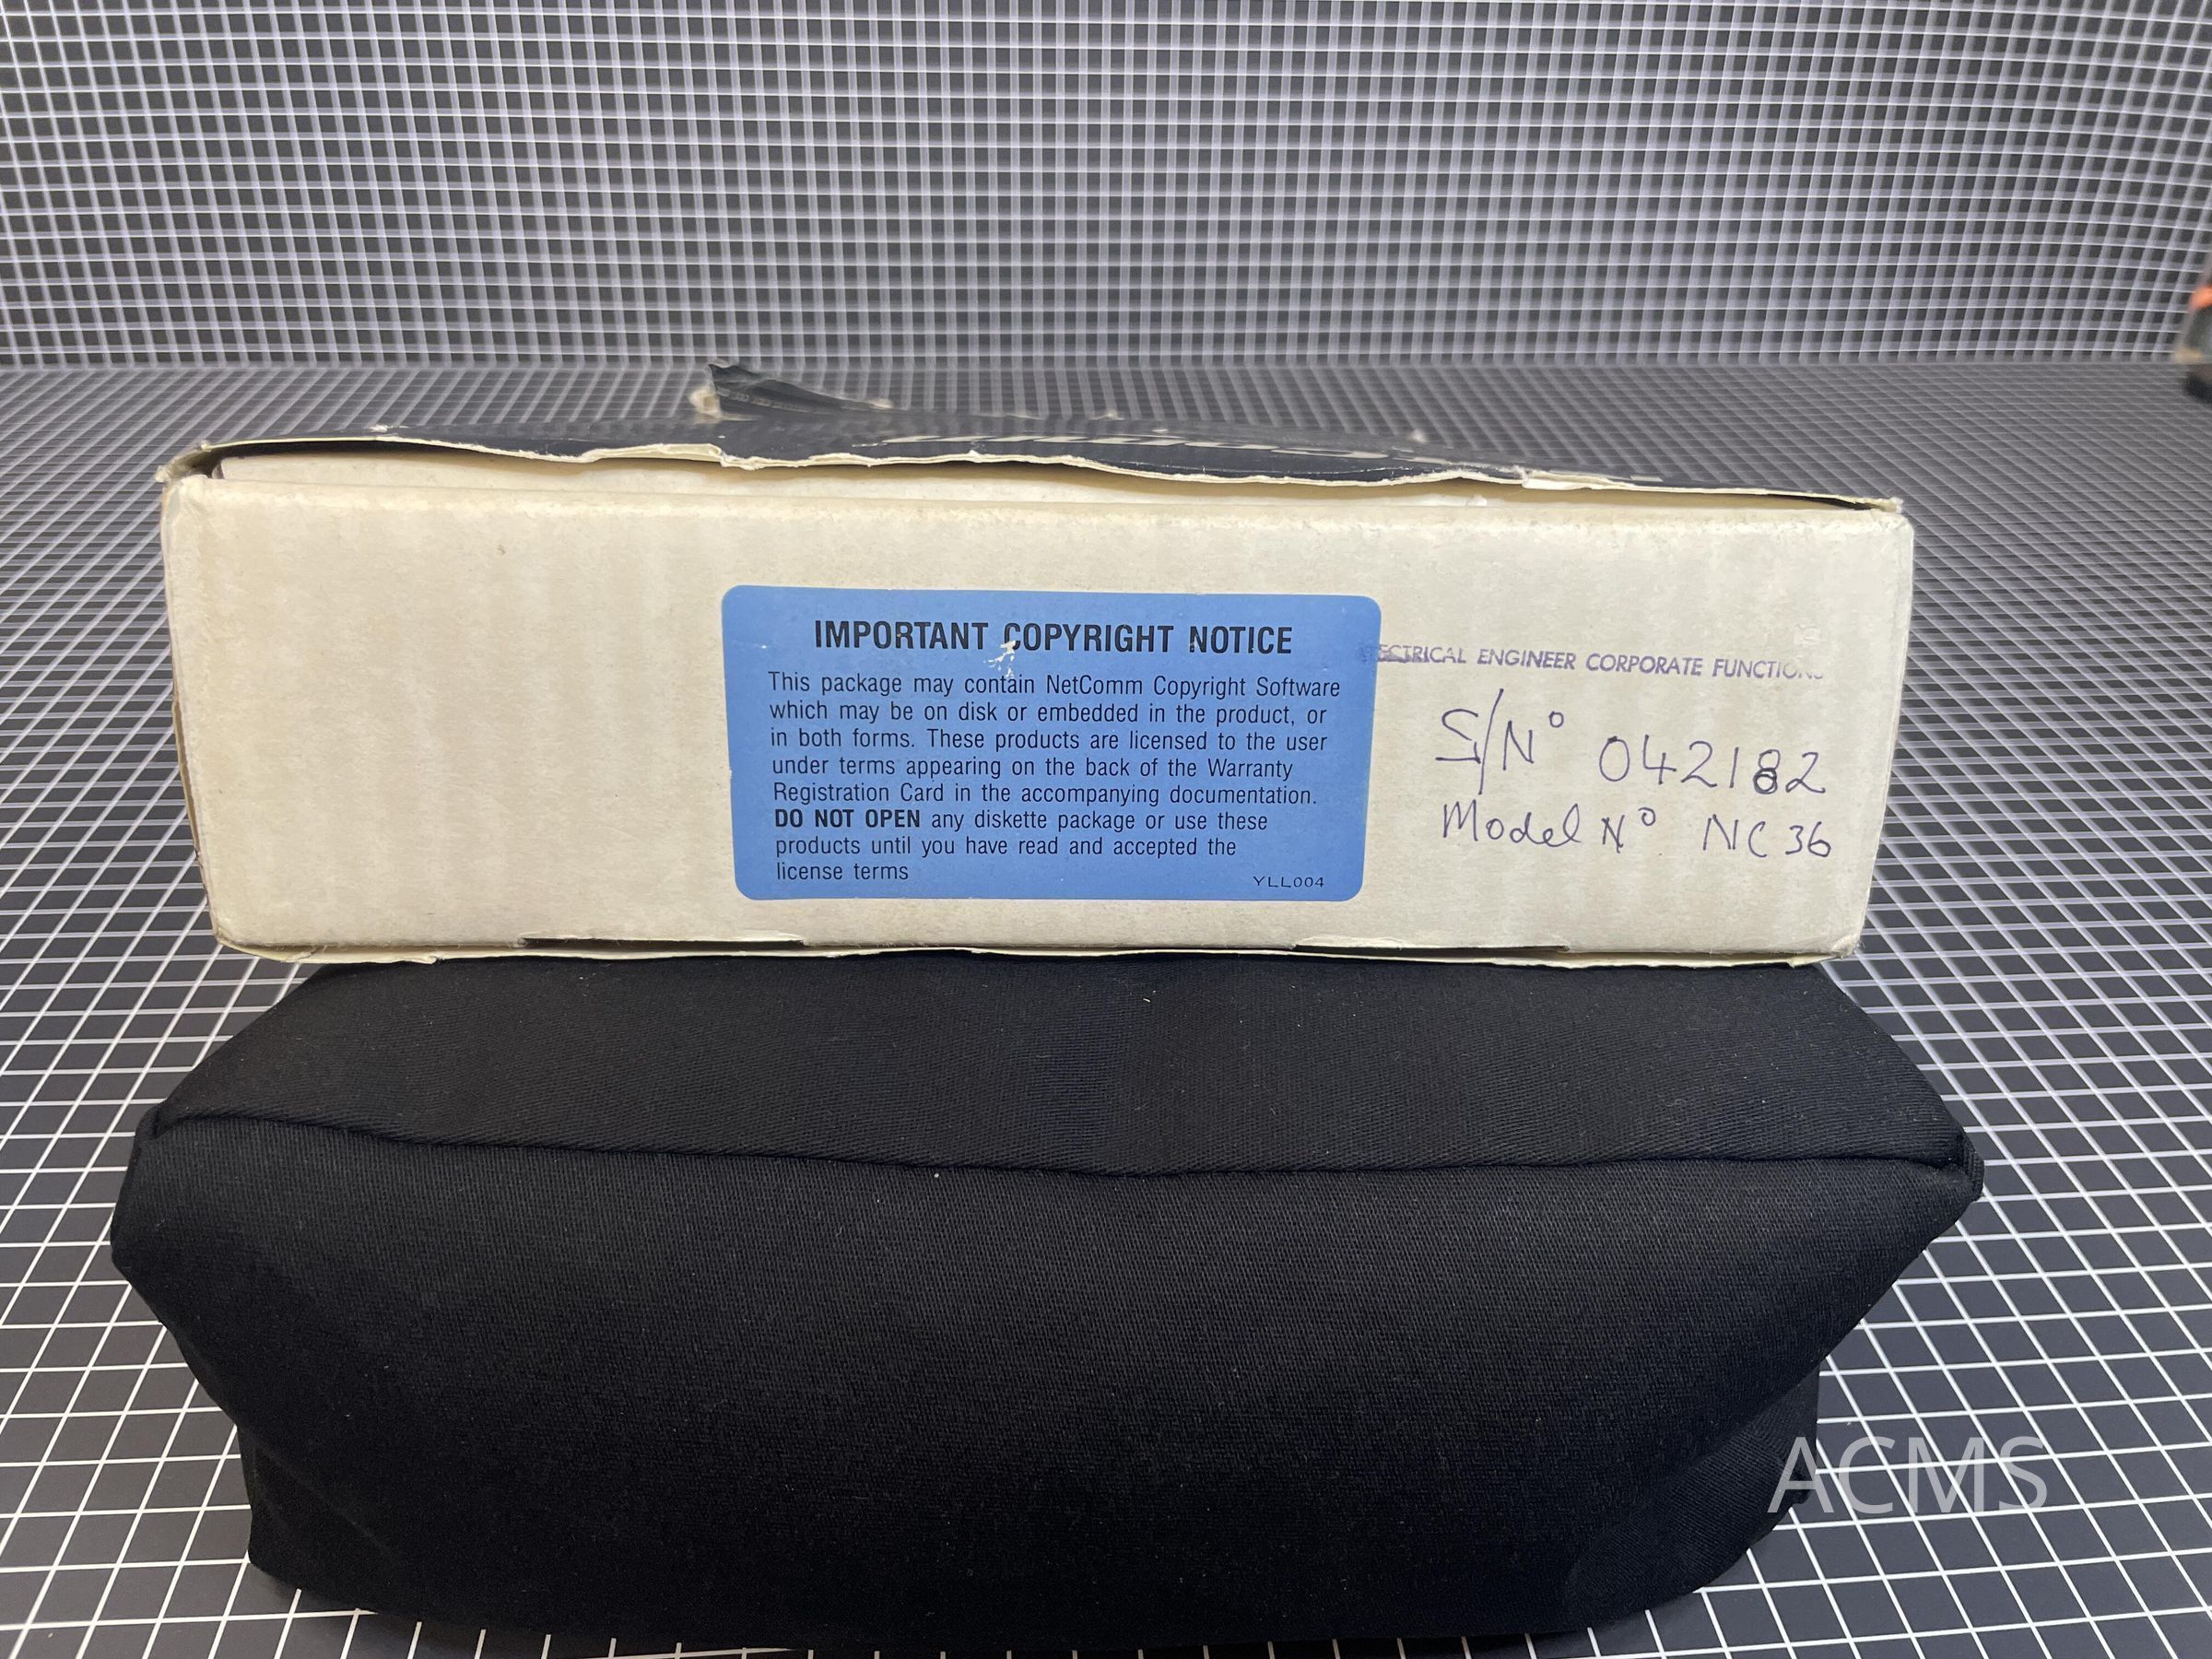 IMPORTANT COPYRIGHT NOTICE
This package may contain NetComm Copyright Software
which may be on disk or embedded in the product, or
in both forms. These products are licensed to the user
under terms appearing on the back of the Warranty
Registration Card in the accompanying documentation.
DO NOT OPEN any diskette package or use these
products until you have read and accepted the
license terms
YLL004
ENGINEER CORPORATE
S/N° 042182
Model N° NC 36
ACMS